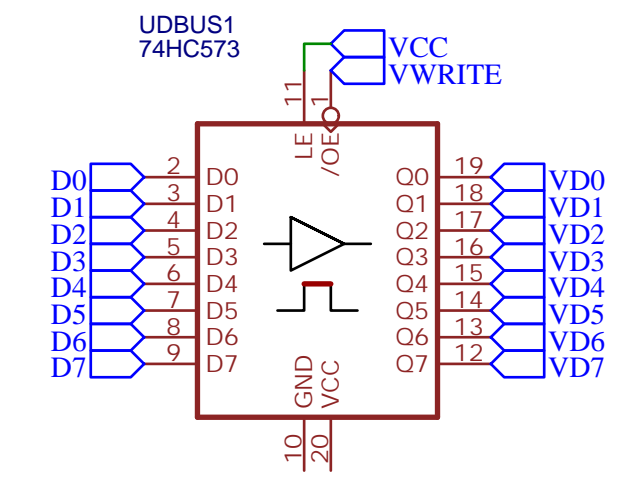 UDBUS1
74HC573
VCC
VWRITE
11
1
LE
/OE
D0 2 D0 Q0 19 VD0
D1 3 D1 Q1 18 VD1
D2 4 D2 Q2 17 VD2
D3 5 D3 Q3 16 VD3
D4 6 D4 Q4 15 VD4
D5 7 D5 Q5 14 VD5
D6 8 D6 Q6 13 VD6
D7 9 D7 Q7 12 VD7
GND
VCC
10
20